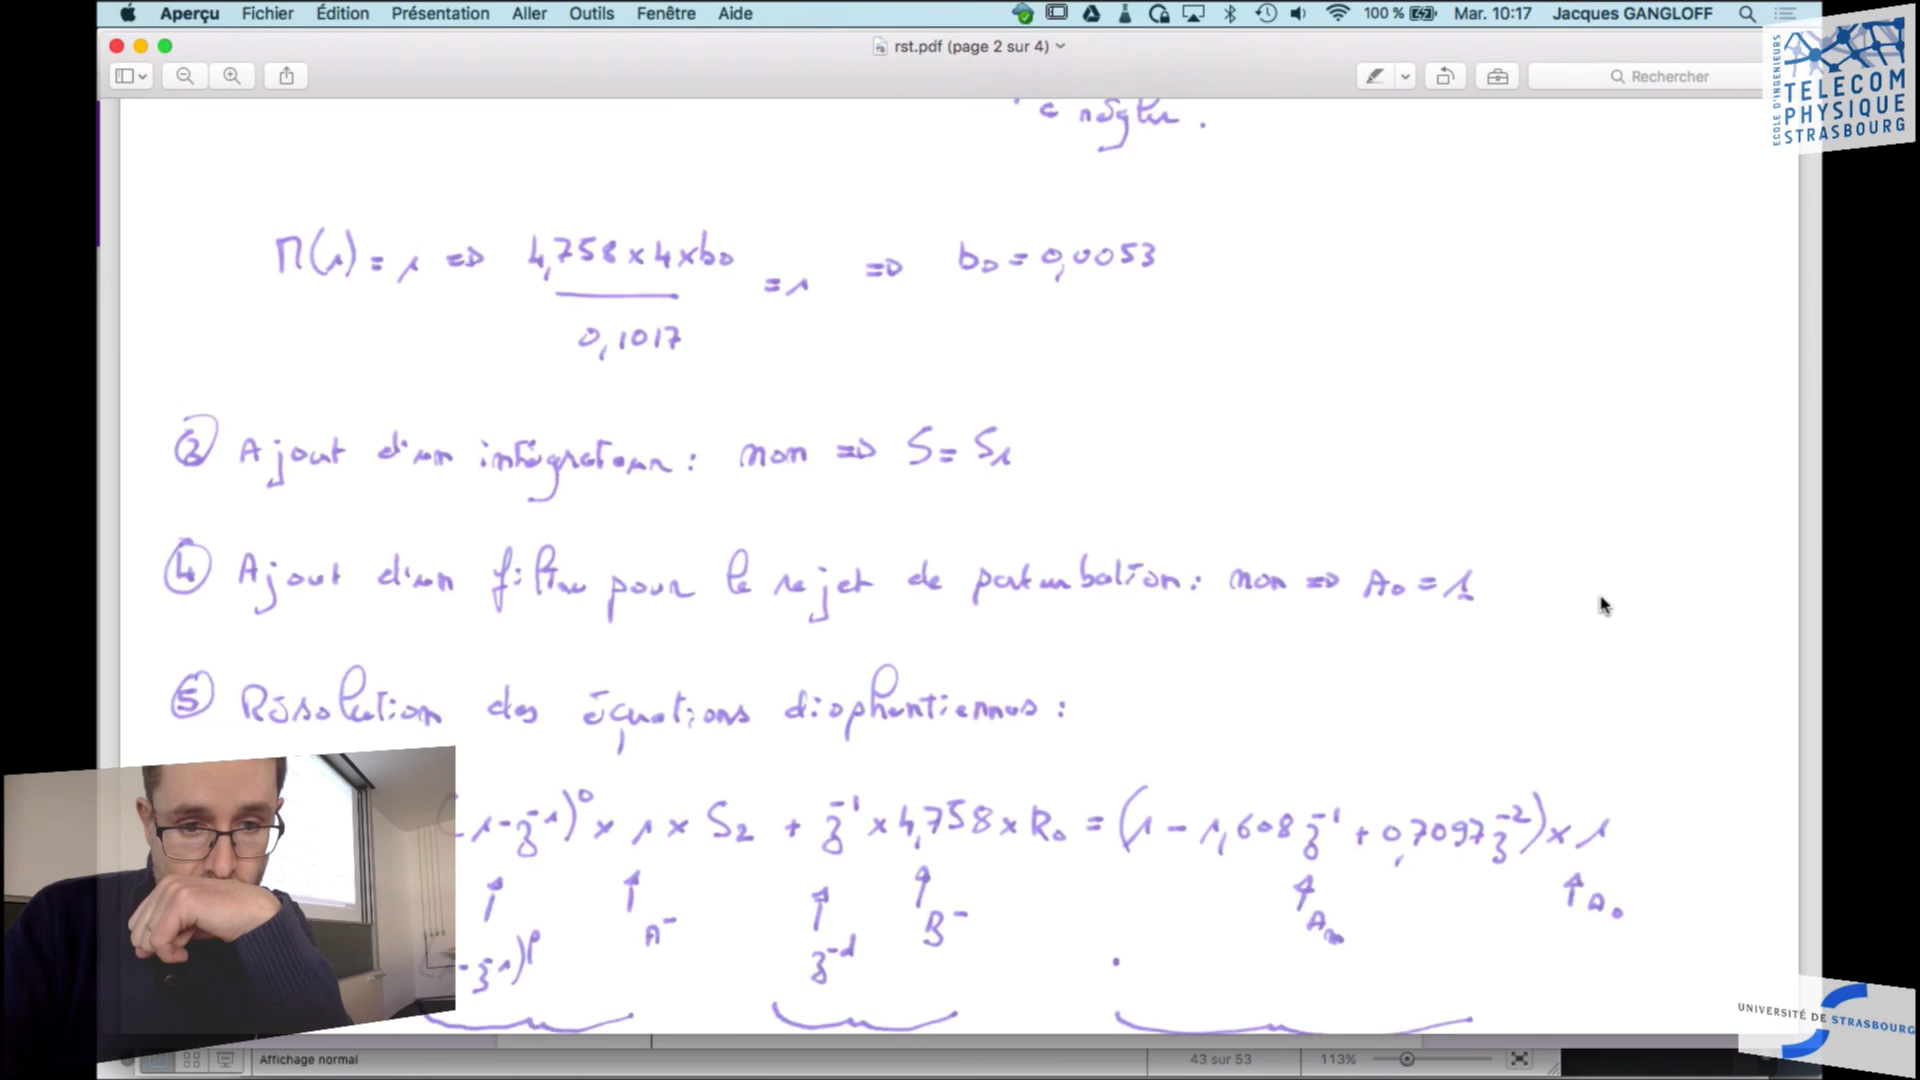 Aperçu Fichier Édition Présentation Aller Outils Fenêtre Aide 100 % Mar. 10:17 Jacques GANGLOFF
rst.pdf (page 2 sur 4)
Rechercher
ECOLE D'INGENIEURS
TELECOM
PHYSIQUE
STRASBOURG
à régler.
M(1) = 1 => 4,758 x 4 x b0 / 0,1017 = 1 => b0 = 0,0053
③ Ajout d'un intégrateur : non => S = S1
④ Ajout d'un filtre pour le rejet de perturbation : non => A0 = 1
⑤ Résolution des équations diophantiennes :
1 - z^-1)^0 x 1 x S2 + z^-1 x 4,758 x R0 = (1 - 1,608 z^-1 + 0,7097 z^-2) x 1
↑ ↑ A^- ↑ ↑ B^- ↑ Am ↑ A0
- z^-1)^p z^-d
UNIVERSITÉ DE STRASBOURG
Affichage normal 43 sur 53 113%